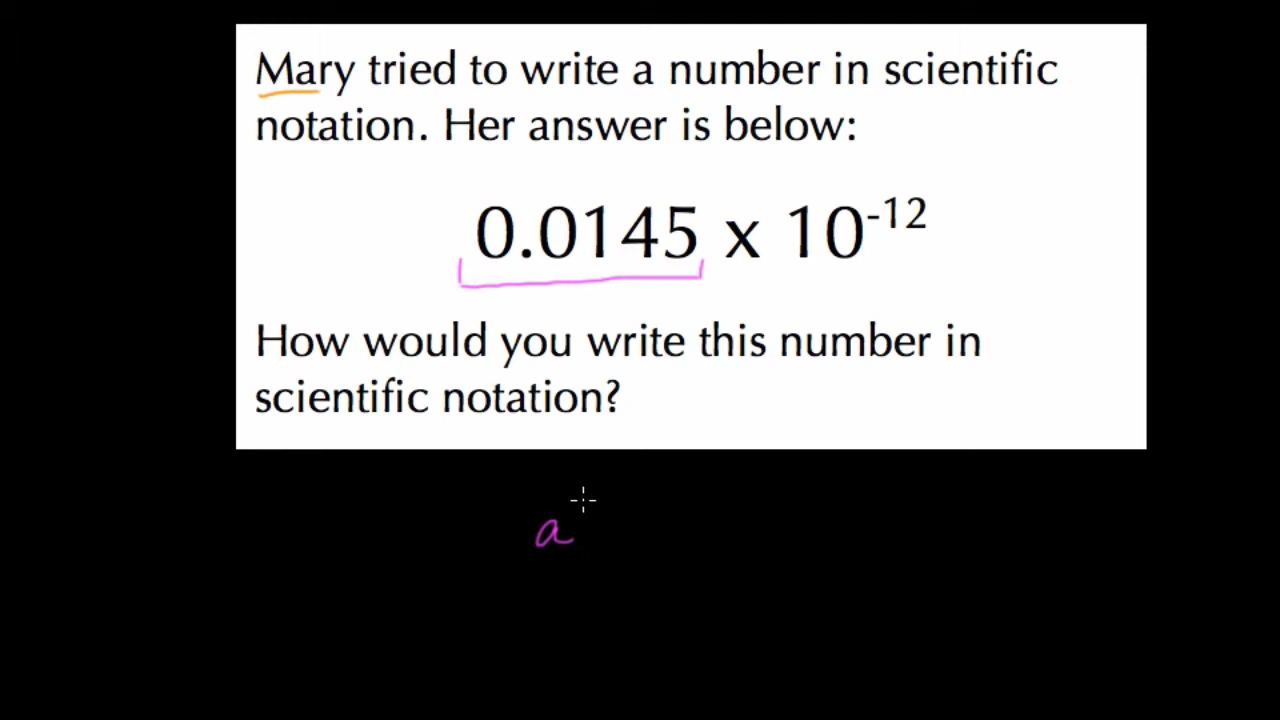 Mary tried to write a number in scientific
notation. Her answer is below:
0.0145 x 10⁻¹²
How would you write this number in
scientific notation?
a